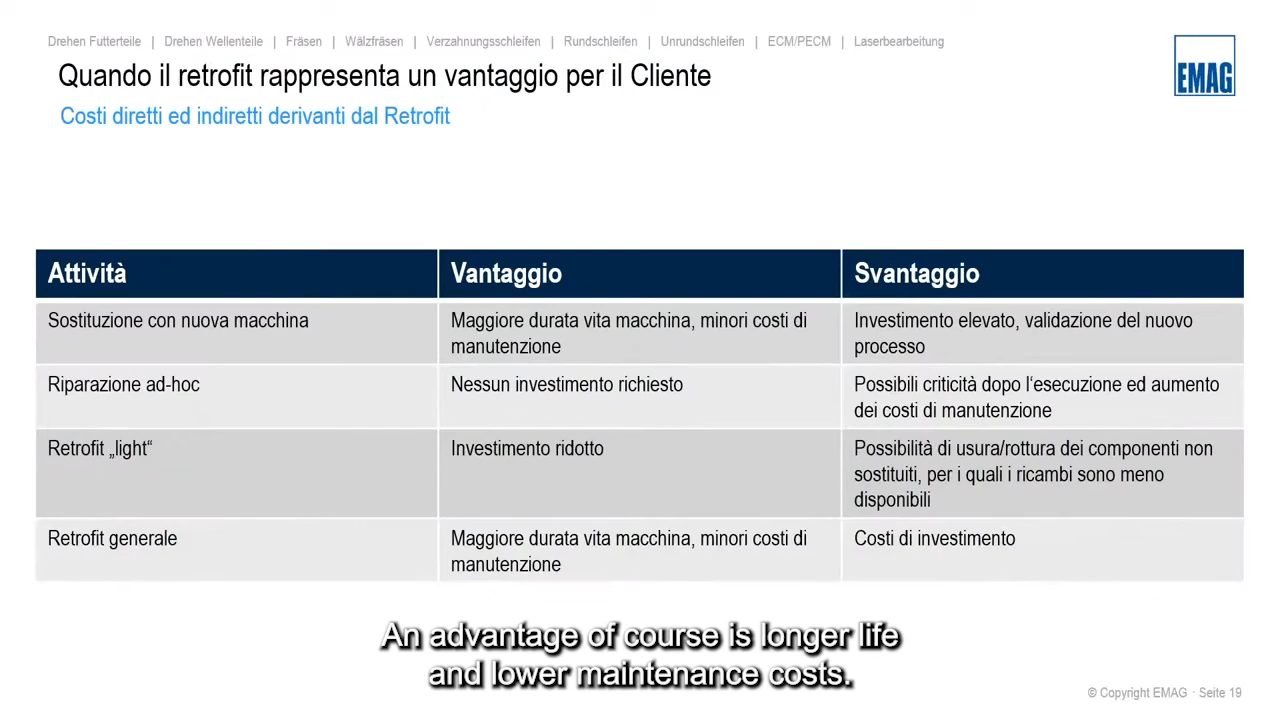 Drehen Futterteile | Drehen Wellenteile | Fräsen | Wälzfräsen | Verzahnungsschleifen | Rundschleifen | Unrundschleifen | ECM/PECM | Laserbearbeitung
Quando il retrofit rappresenta un vantaggio per il Cliente
EMAG
Costi diretti ed indiretti derivanti dal Retrofit
Attività
Vantaggio
Svantaggio
Sostituzione con nuova macchina
Maggiore durata vita macchina, minori costi di
manutenzione
Investimento elevato, validazione del nuovo
processo
Riparazione ad-hoc
Nessun investimento richiesto
Possibili criticità dopo l‘esecuzione ed aumento
dei costi di manutenzione
Retrofit „light“
Investimento ridotto
Possibilità di usura/rottura dei componenti non
sostituiti, per i quali i ricambi sono meno
disponibili
Retrofit generale
Maggiore durata vita macchina, minori costi di
manutenzione
Costi di investimento
An advantage of course is longer life
and lower maintenance costs.
© Copyright EMAG · Seite 19